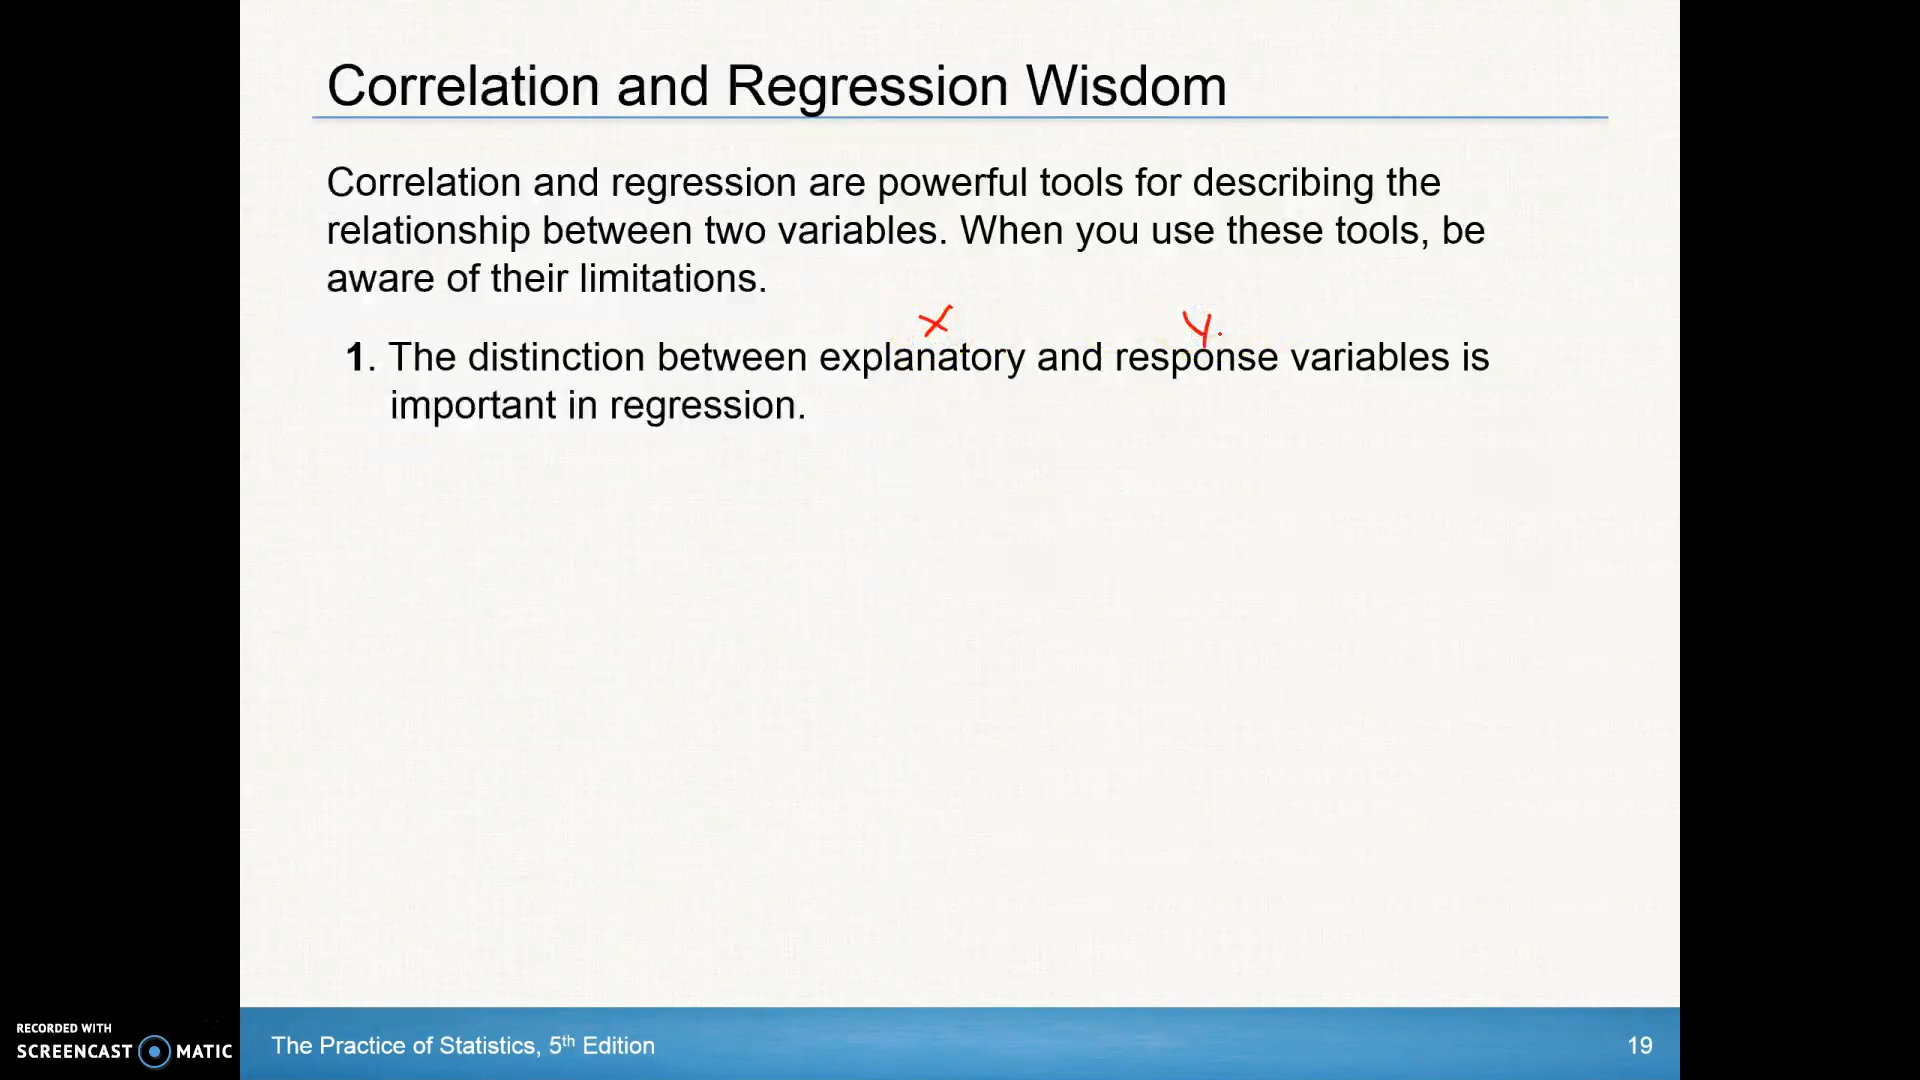 Correlation and Regression Wisdom
Correlation and regression are powerful tools for describing the
relationship between two variables. When you use these tools, be
aware of their limitations.
x y
1. The distinction between explanatory and response variables is
important in regression.
RECORDED WITH
SCREENCAST MATIC
The Practice of Statistics, 5th Edition
19